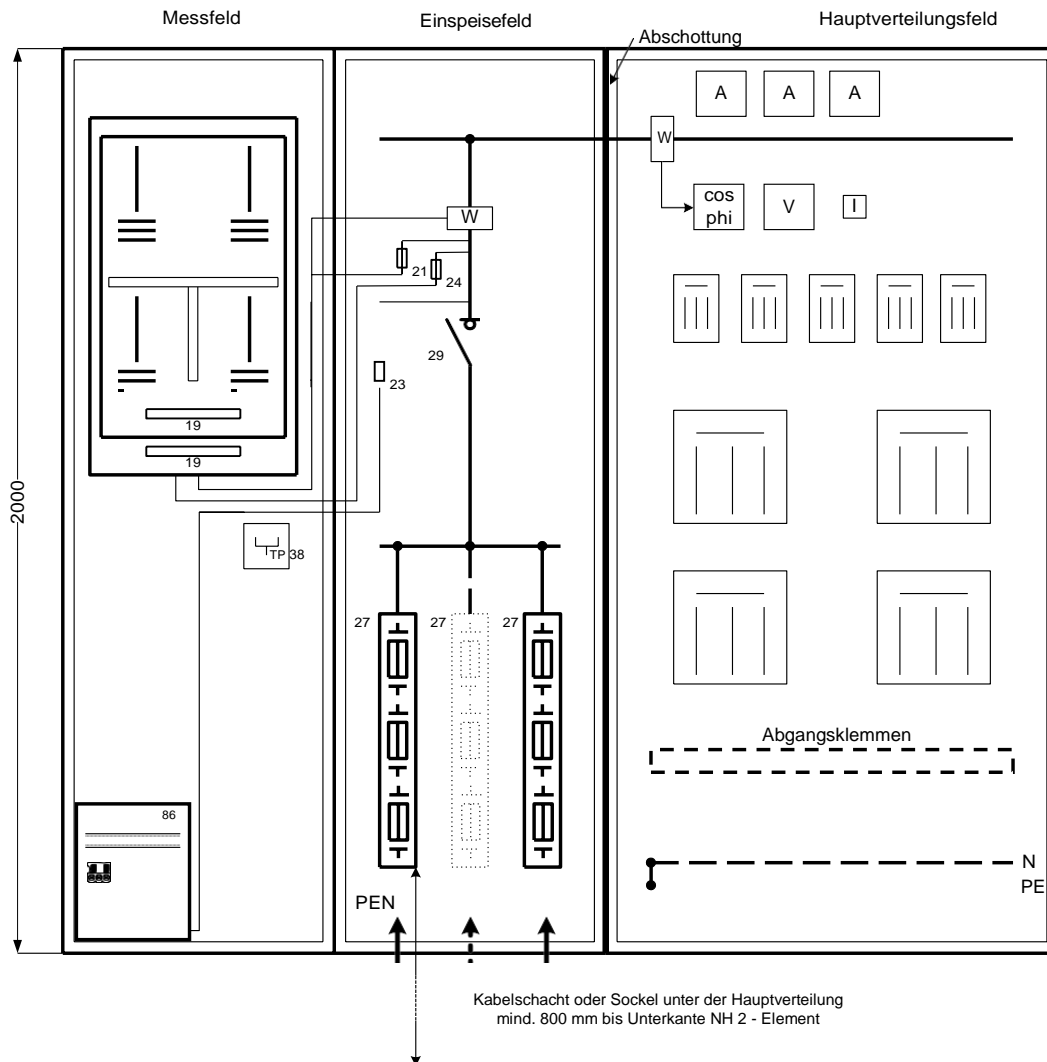 Messfeld
Einspeisefeld
Hauptverteilungsfeld
Abschottung
A A A
W
cos
phi
V
I
W
21
24
29
23
19
19
2000
TP 38
27
27
27
Abgangsklemmen
86
N
PE
PEN
Kabelschacht oder Sockel unter der Hauptverteilung
mind. 800 mm bis Unterkante NH 2 - Element